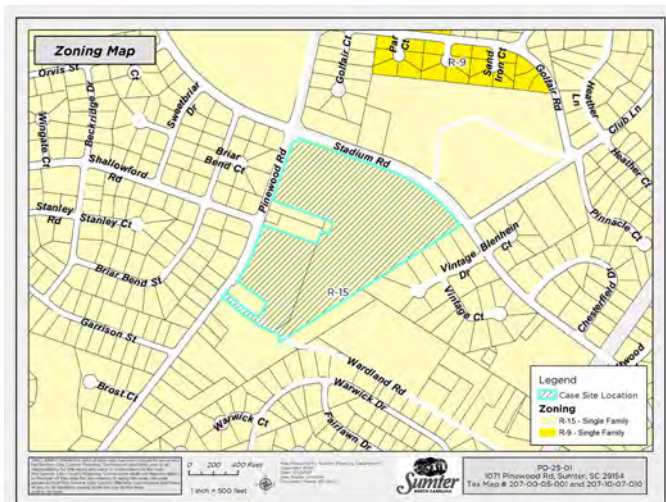 Zoning Map
Orvis St
Ct
Beckridge Dr
Sweetbriar Dr
Wingate Ct
Shallowford Rd
Briar Bend Ct
Pinewood Rd
Stanley Rd
Stanley Ct
Briar Bend St
Garrison St
Brost Ct
Golfair Ct
Par Ct
R-9
Sand Iron Ct
Golfair Rd
Stadium Rd
Heather Ln
Club Ln
Heather Ct
Pinnacle Ct
Vintage Dr
Blenhein Ct
Vintage Ct
Chesterfield Dr
R-15
Wardland Rd
Warwick Dr
Warwick Ct
Fairlawn Dr
Legend
Case Site Location
Zoning
R-15 - Single Family
R-9 - Single Family
0 200 400 Feet
1 inch = 500 feet
Sumter
SOUTH CAROLINA
PD-25-01
1071 Pinewood Rd, Sumter, SC 29154
Tax Map # 207-00-05-001 and 207-10-07-010